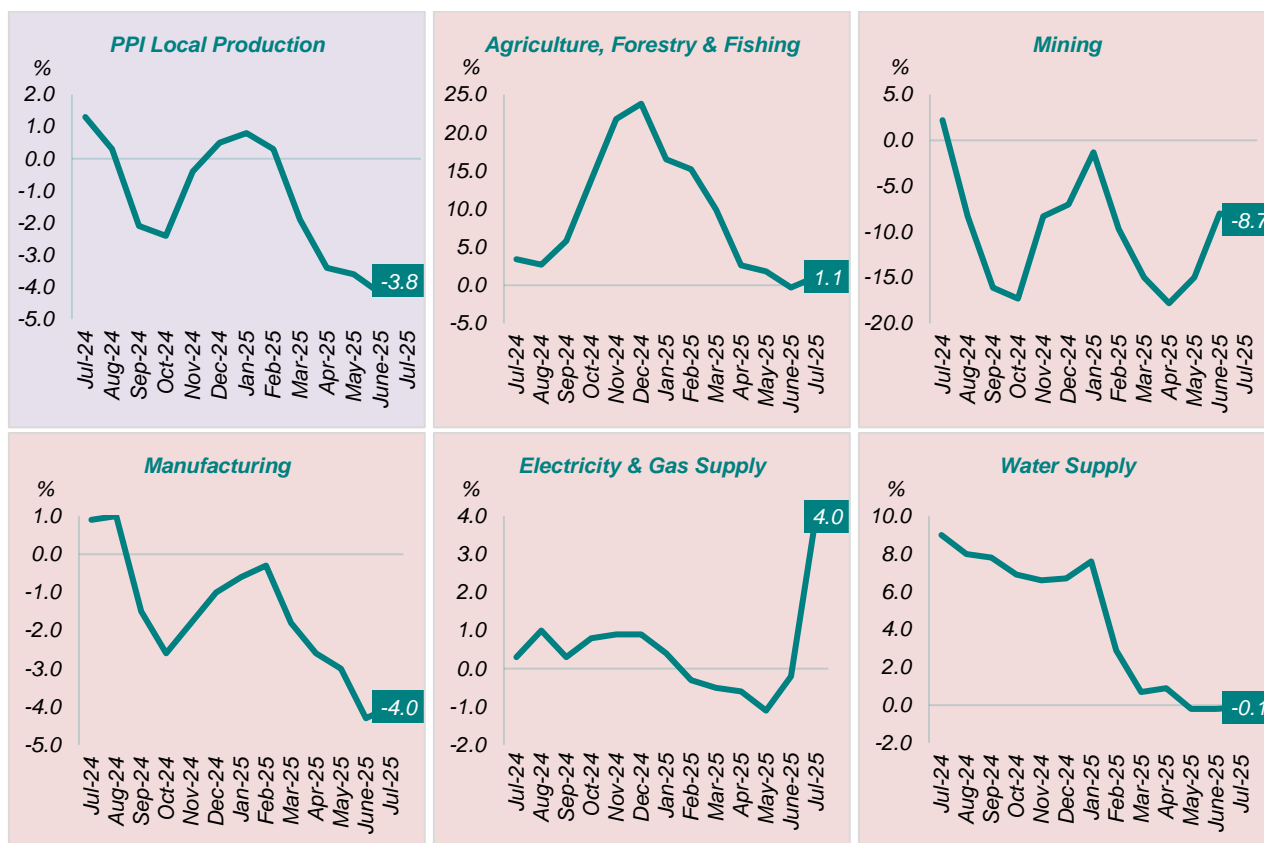 PPI Local Production
%
2.0
1.0
0.0
-1.0
-2.0
-3.0
-4.0
-5.0
-3.8
Jul-24
Aug-24
Sep-24
Oct-24
Nov-24
Dec-24
Jan-25
Feb-25
Mar-25
Apr-25
May-25
June-25
Jul-25
Agriculture, Forestry & Fishing
%
25.0
20.0
15.0
10.0
5.0
0.0
-5.0
1.1
Jul-24
Aug-24
Sep-24
Oct-24
Nov-24
Dec-24
Jan-25
Feb-25
Mar-25
Apr-25
May-25
June-25
Jul-25
Mining
%
5.0
0.0
-5.0
-10.0
-15.0
-20.0
-8.7
Jul-24
Aug-24
Sep-24
Oct-24
Nov-24
Dec-24
Jan-25
Feb-25
Mar-25
Apr-25
May-25
June-25
Jul-25
Manufacturing
%
1.0
0.0
-1.0
-2.0
-3.0
-4.0
-5.0
-4.0
Jul-24
Aug-24
Sep-24
Oct-24
Nov-24
Dec-24
Jan-25
Feb-25
Mar-25
Apr-25
May-25
June-25
Jul-25
Electricity & Gas Supply
%
4.0
3.0
2.0
1.0
0.0
-1.0
-2.0
4.0
Jul-24
Aug-24
Sep-24
Oct-24
Nov-24
Dec-24
Jan-25
Feb-25
Mar-25
Apr-25
May-25
June-25
Jul-25
Water Supply
%
10.0
8.0
6.0
4.0
2.0
0.0
-2.0
-0.1
Jul-24
Aug-24
Sep-24
Oct-24
Nov-24
Dec-24
Jan-25
Feb-25
Mar-25
Apr-25
May-25
June-25
Jul-25